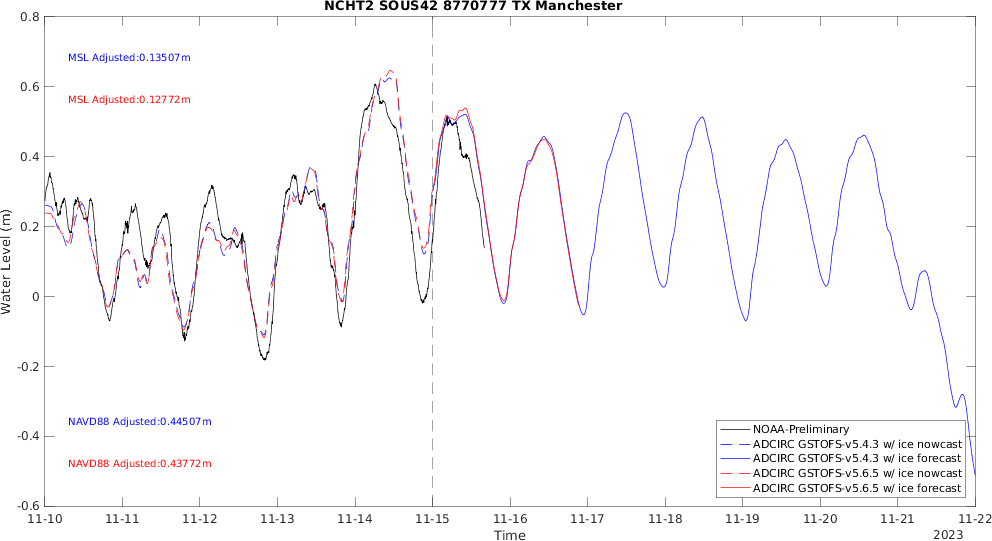 NCHT2 SOUS42 8770777 TX Manchester
0.8
MSL Adjusted:0.13507m
0.6
MSL Adjusted:0.12772m
0.4
0.2
Water Level (m)
0
-0.2
NAVD88 Adjusted:0.44507m
-0.4
NAVD88 Adjusted:0.43772m
-0.6
NOAA-Preliminary
ADCIRC GSTOFS-v5.4.3 w/ ice nowcast
ADCIRC GSTOFS-v5.4.3 w/ ice forecast
ADCIRC GSTOFS-v5.6.5 w/ ice nowcast
ADCIRC GSTOFS-v5.6.5 w/ ice forecast
11-10 11-11 11-12 11-13 11-14 11-15 11-16 11-17 11-18 11-19 11-20 11-21 11-22
Time
2023